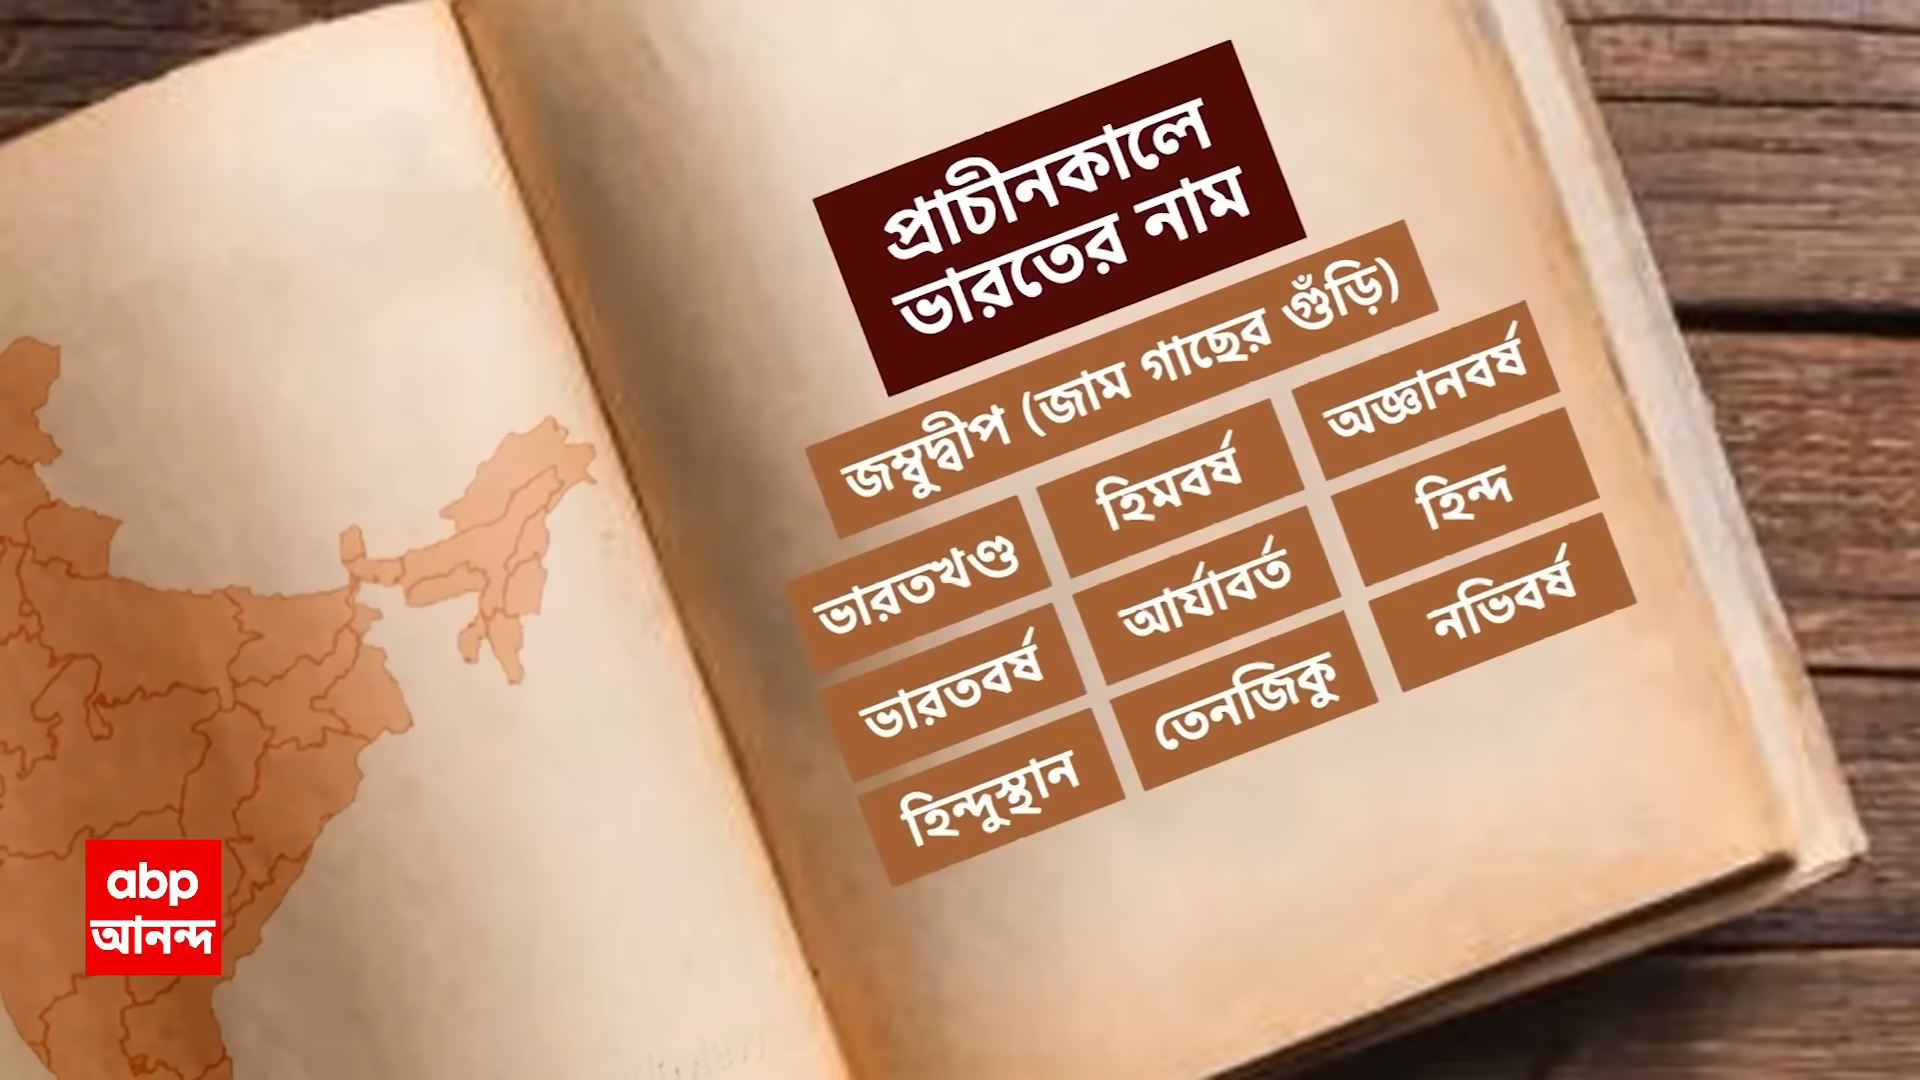 প্রাচীনকালে
ভারতের নাম
জম্বুদ্বীপ (জাম গাছের গুঁড়ি)
ভারতখণ্ড
হিমবর্ষ
অজ্ঞানবর্ষ
ভারতবর্ষ
আর্যাবর্ত
হিন্দ
হিন্দুস্থান
তেনজিকু
নভিবর্ষ
abp
আনন্দ